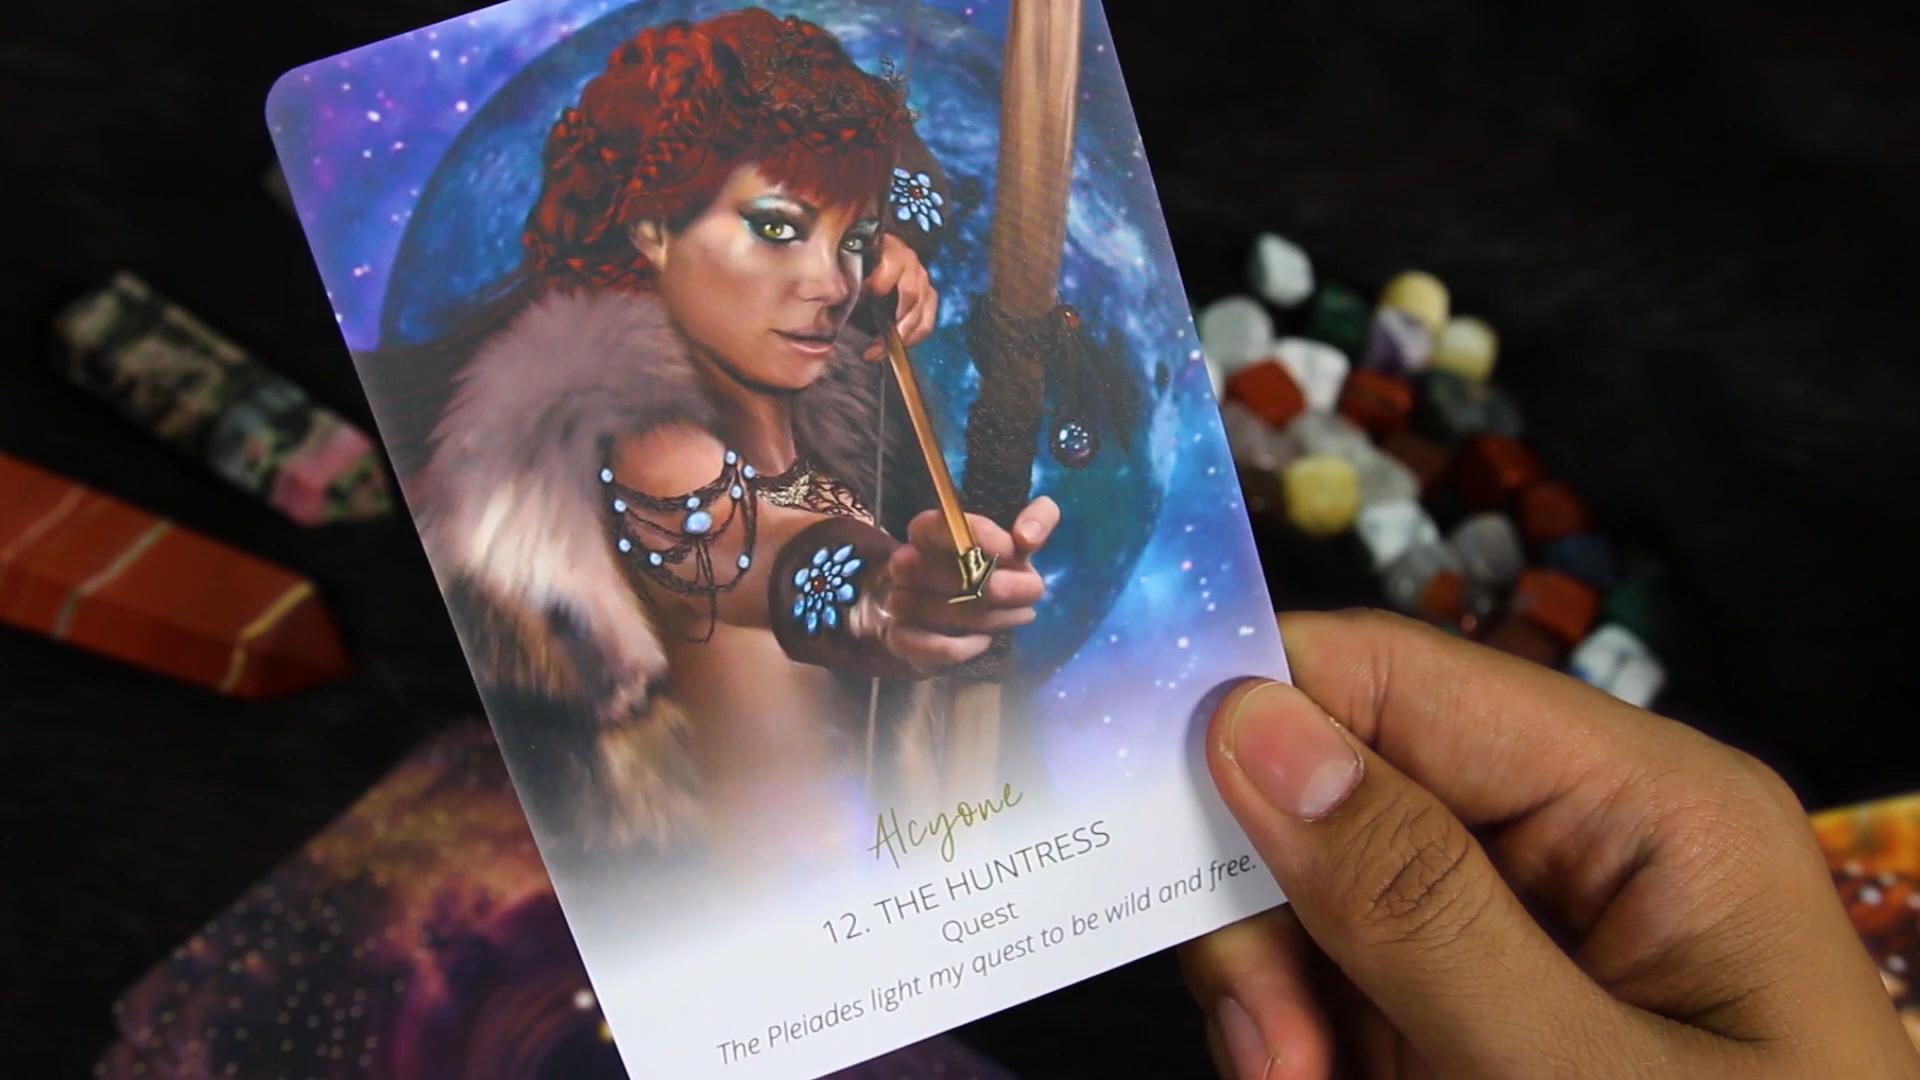 Alcyone
12. THE HUNTRESS
Quest
The Pleiades light my quest to be wild and free.